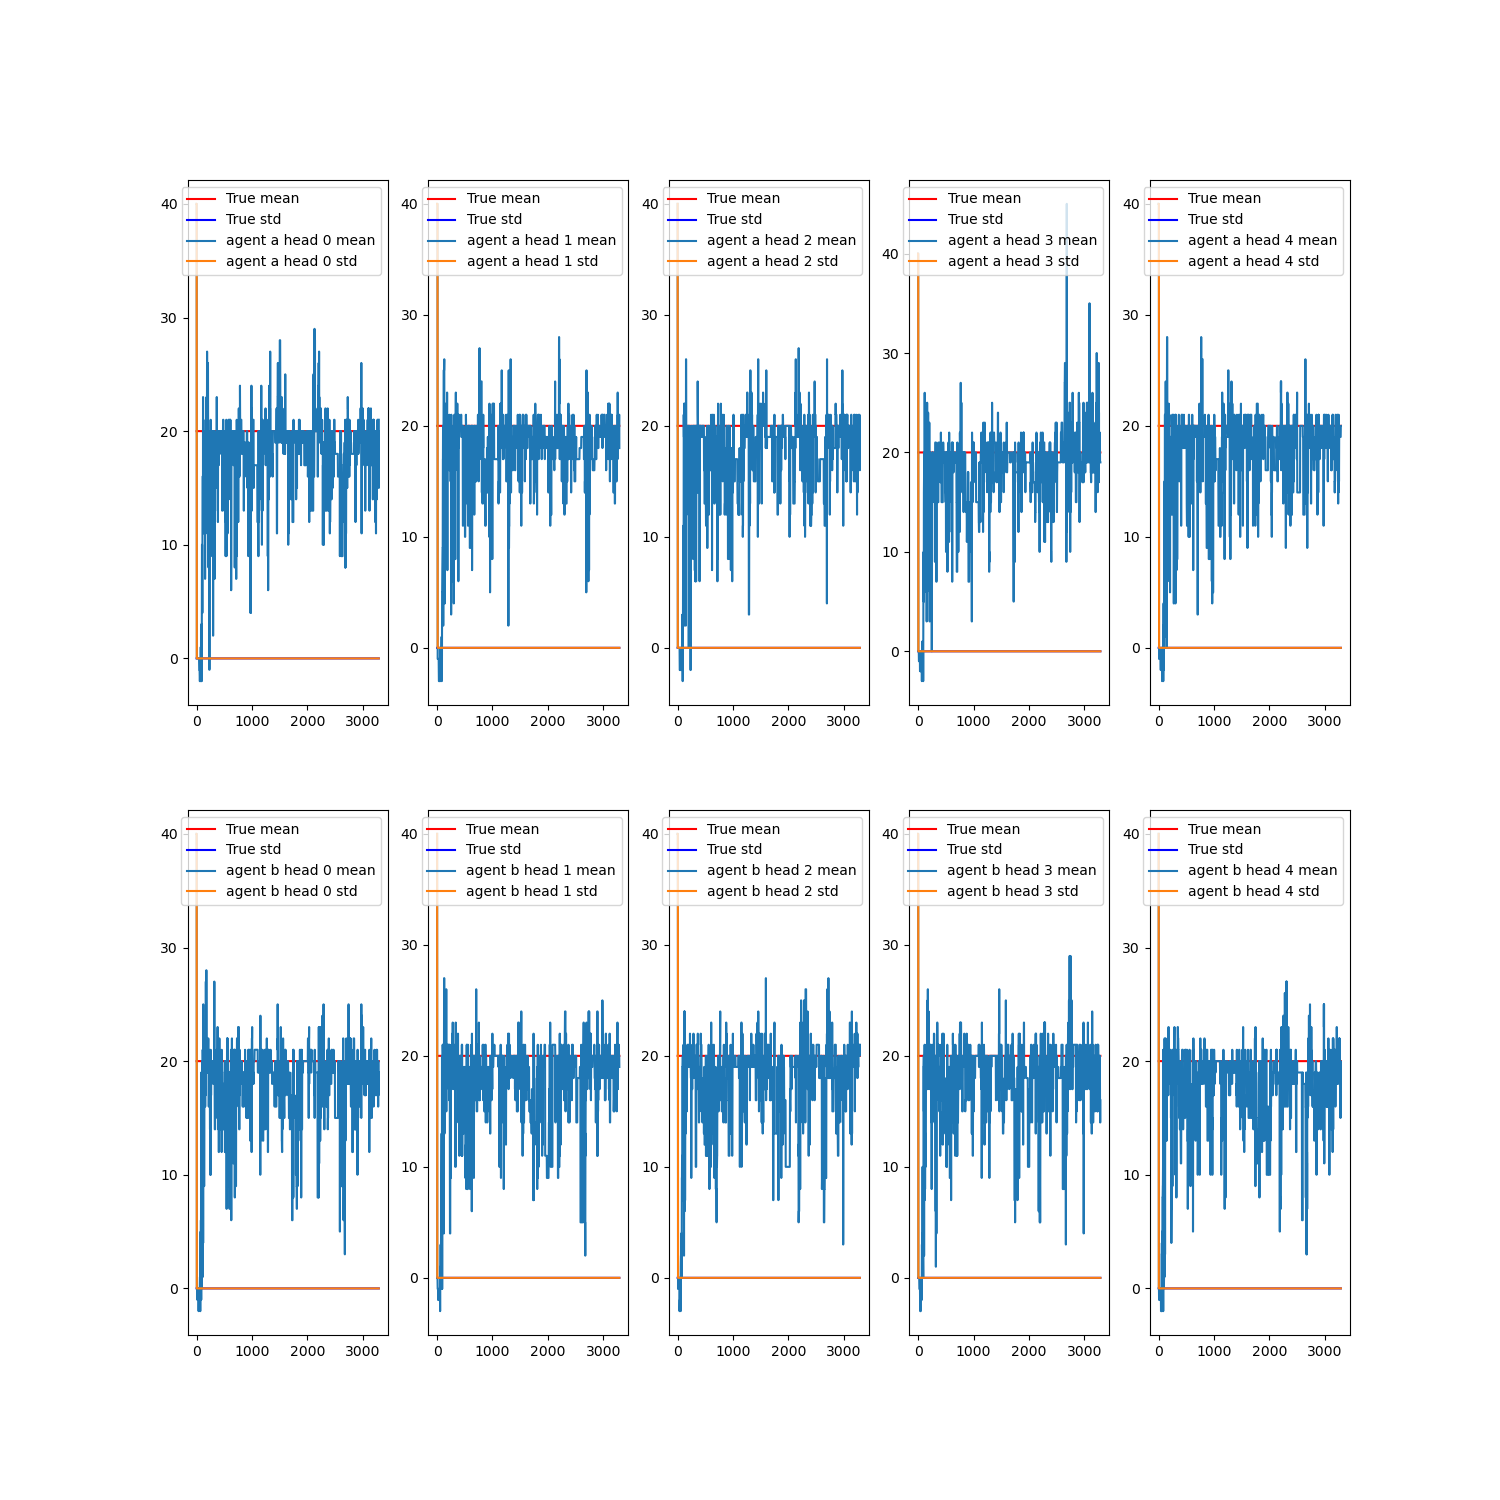 True mean
True std
agent a head 0 mean
agent a head 0 std
40
30
20
10
0
0 1000 2000 3000
True mean
True std
agent a head 1 mean
agent a head 1 std
40
30
20
10
0
0 1000 2000 3000
True mean
True std
agent a head 2 mean
agent a head 2 std
40
30
20
10
0
0 1000 2000 3000
True mean
True std
agent a head 3 mean
agent a head 3 std
40
30
20
10
0
0 1000 2000 3000
True mean
True std
agent a head 4 mean
agent a head 4 std
40
30
20
10
0
0 1000 2000 3000
True mean
True std
agent b head 0 mean
agent b head 0 std
40
30
20
10
0
0 1000 2000 3000
True mean
True std
agent b head 1 mean
agent b head 1 std
40
30
20
10
0
0 1000 2000 3000
True mean
True std
agent b head 2 mean
agent b head 2 std
40
30
20
10
0
0 1000 2000 3000
True mean
True std
agent b head 3 mean
agent b head 3 std
40
30
20
10
0
0 1000 2000 3000
True mean
True std
agent b head 4 mean
agent b head 4 std
40
30
20
10
0
0 1000 2000 3000